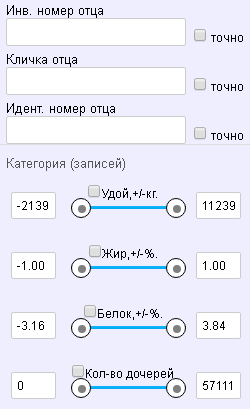 Инв. номер отца
точно
Кличка отца
точно
Идент. номер отца
точно
Категория (записей)
Удой,+/-кг.
-2139 11239
Жир,+/-%.
-1.00 1.00
Белок,+/-%.
-3.16 3.84
Кол-во дочерей
0 57111